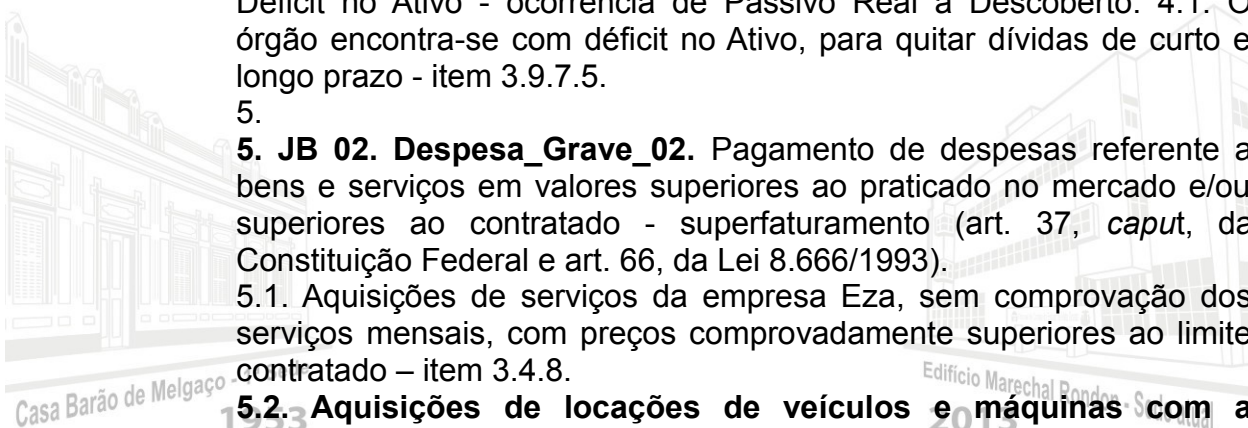 Déficit no Ativo - ocorrência de Passivo Real a Descoberto. 4.1. O
órgão encontra-se com déficit no Ativo, para quitar dívidas de curto e
longo prazo - item 3.9.7.5.
5.
5. JB 02. Despesa_Grave_02. Pagamento de despesas referente a
bens e serviços em valores superiores ao praticado no mercado e/ou
superiores ao contratado - superfaturamento (art. 37, caput, da
Constituição Federal e art. 66, da Lei 8.666/1993).
5.1. Aquisições de serviços da empresa Eza, sem comprovação dos
serviços mensais, com preços comprovadamente superiores ao limite
contratado – item 3.4.8.
Casa Barão de Melgaço
Edifício Marechal Rondon - Sede atual
5.2. Aquisições de locações de veículos e máquinas com a
1953
2013